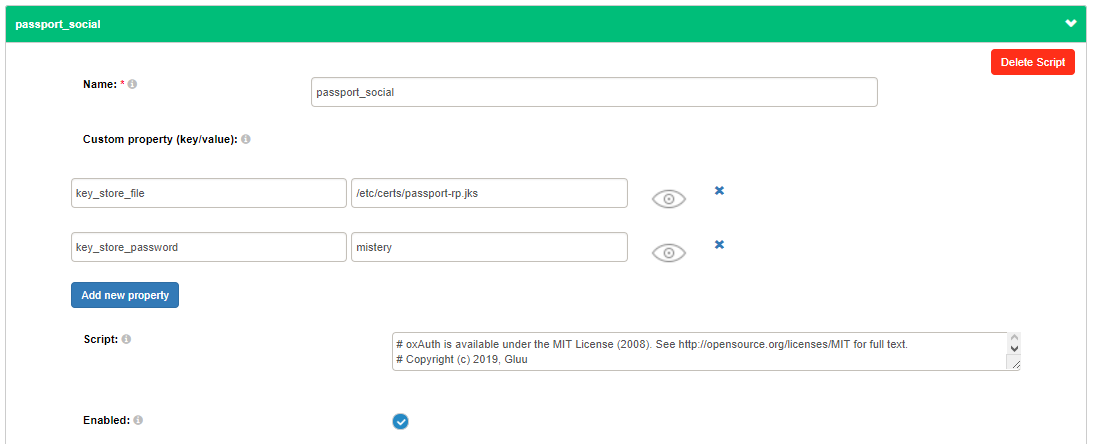 passport_social
Delete Script
Name: *
passport_social
Custom property (key/value):
key_store_file /etc/certs/passport-rp.jks
key_store_password mistery
Add new property
Script:
# oxAuth is available under the MIT License (2008). See http://opensource.org/licenses/MIT for full text.
# Copyright (c) 2019, Gluu
Enabled: